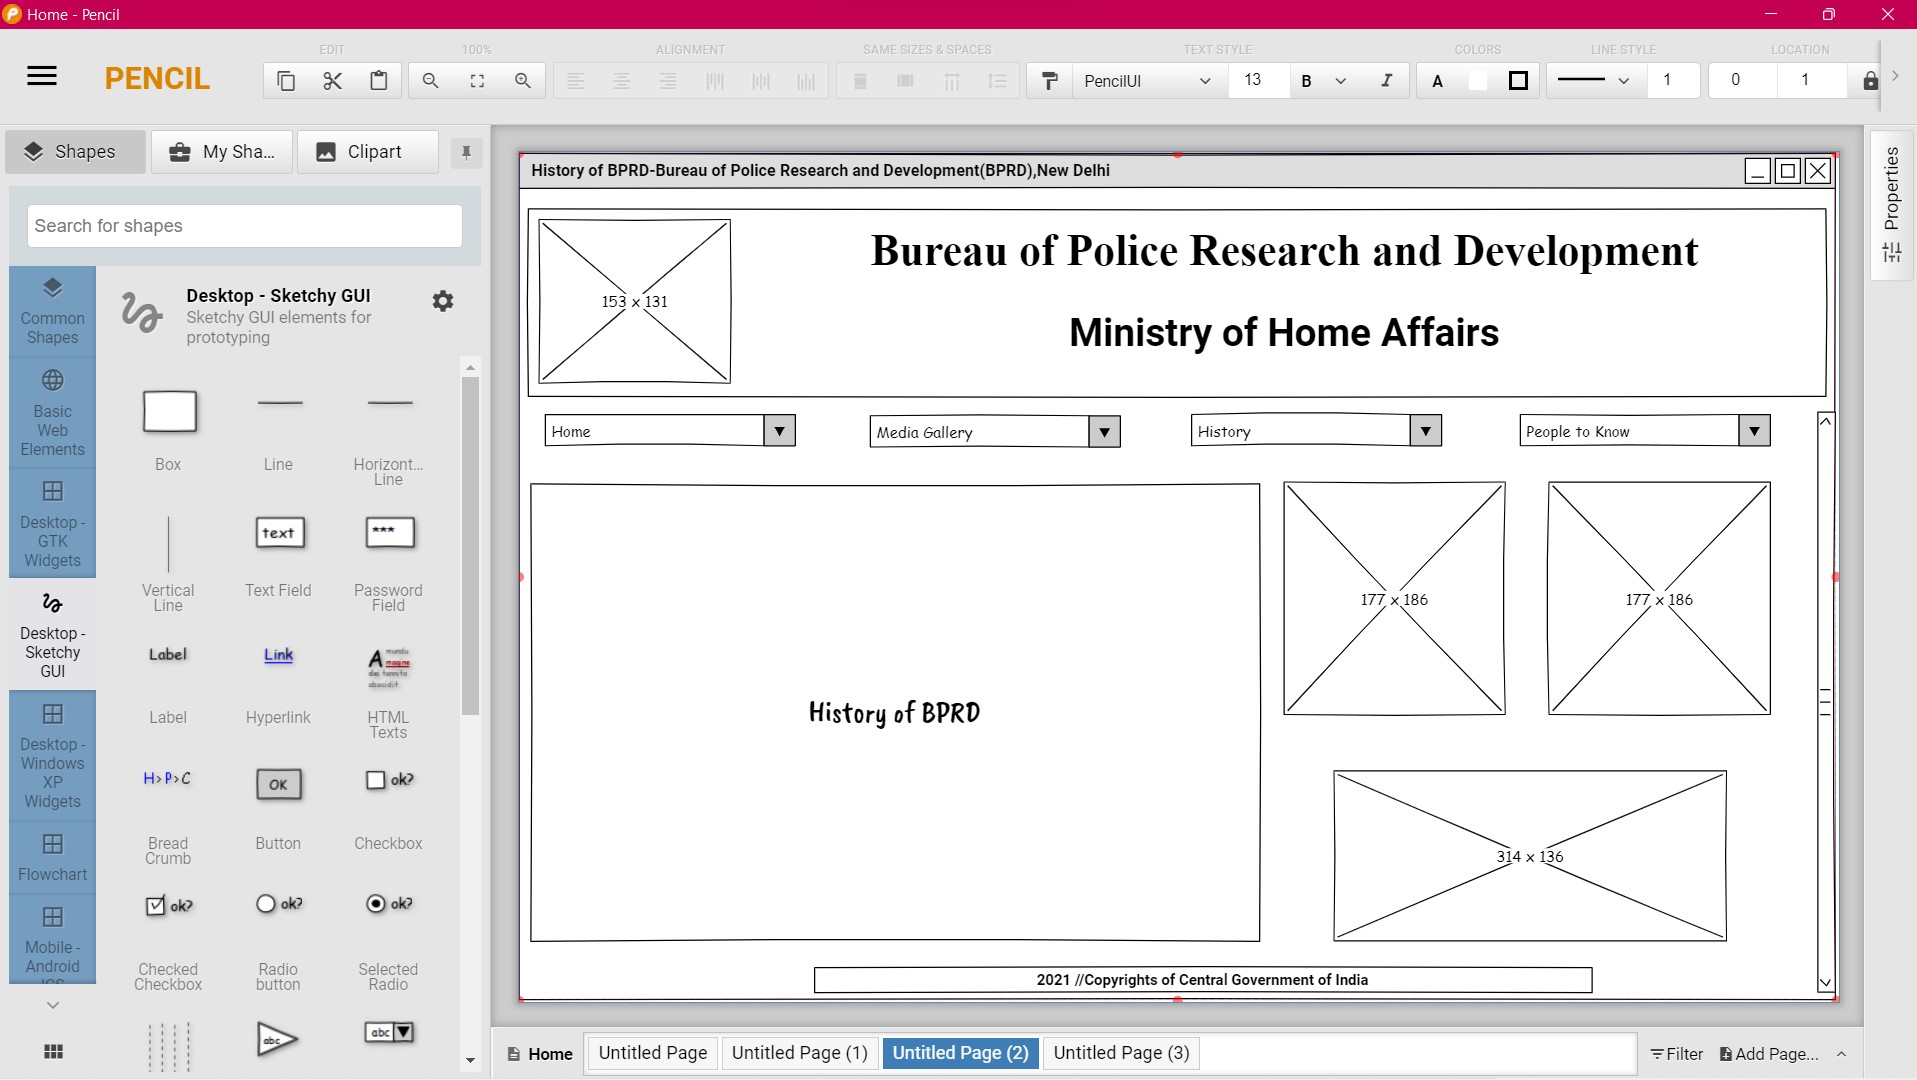 Home - Pencil
EDIT
100%
ALIGNMENT
SAME SIZES & SPACES
TEXT STYLE
COLORS
LINE STYLE
LOCATION
PENCIL
PencilUI
13
B
I
A
1
0
1
Shapes
My Sha...
Clipart
Search for shapes
Common
Shapes
Basic
Web
Elements
Desktop -
GTK
Widgets
Desktop -
Sketchy
GUI
Desktop -
Windows
XP
Widgets
Flowchart
Mobile -
Android
ICS
Desktop - Sketchy GUI
Sketchy GUI elements for
prototyping
Box
Line
Horizont...
Line
text
***
Vertical
Line
Text Field
Password
Field
Label
Link
A
Label
Hyperlink
HTML
Texts
H>P>C
OK
ok?
Bread
Crumb
Button
Checkbox
ok?
ok?
ok?
Checked
Checkbox
Radio
button
Selected
Radio
abc
abc
History of BPRD-Bureau of Police Research and Development(BPRD),New Delhi
153 x 131
Bureau of Police Research and Development
Ministry of Home Affairs
Home
Media Gallery
History
People to Know
History of BPRD
177 x 186
177 x 186
314 x 136
2021 //Copyrights of Central Government of India
Properties
Home
Untitled Page
Untitled Page (1)
Untitled Page (2)
Untitled Page (3)
Filter
Add Page...